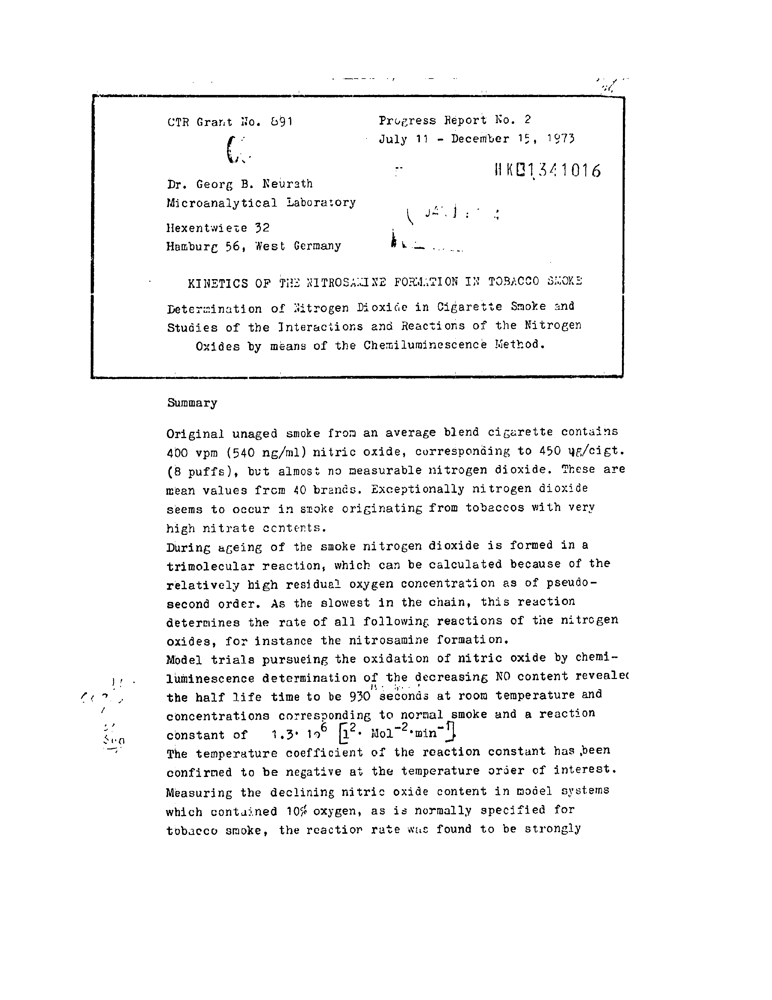 CTR Grant No. 691
Progress Report No. 2
July 11 - December 15, 1973
HK01341016
Dr. Georg B. Neurath
Microanalytical Laboratory
Hexentwiete 32
Hamburg 56, West Germany
KINETICS OF THE NITROSAMINE FORMATION IN TOBACCO SMOKE
Determination of Nitrogen Dioxide in Cigarette Smoke and
Studies of the Interactions and Reactions of the Nitrogen
Oxides by means of the Chemiluminescence Method.
Summary
Original unaged smoke from an average blend cigarette contains
400 vpm (540 ng/ml) nitric oxide, corresponding to 450 µg/cigt.
(8 puffs), but almost no measurable nitrogen dioxide. These are
mean values from 40 brands. Exceptionally nitrogen dioxide
seems to occur in smoke originating from tobaccos with very
high nitrate contents.
During ageing of the smoke nitrogen dioxide is formed in a
trimolecular reaction, which can be calculated because of the
relatively high residual oxygen concentration as of pseudo-
second order. As the slowest in the chain, this reaction
determines the rate of all following reactions of the nitrogen
oxides, for instance the nitrosamine formation.
Model trials pursueing the oxidation of nitric oxide by chemi-
luminescence determination of the decreasing NO content revealed
the half life time to be 930 seconds at room temperature and
concentrations corresponding to normal smoke and a reaction
constant of 1.3· 10⁶ [l²· Mol⁻²·min⁻¹]
The temperature coefficient of the reaction constant has been
confirmed to be negative at the temperature order of interest.
Measuring the declining nitric oxide content in model systems
which contained 10% oxygen, as is normally specified for
tobacco smoke, the reaction rate was found to be strongly